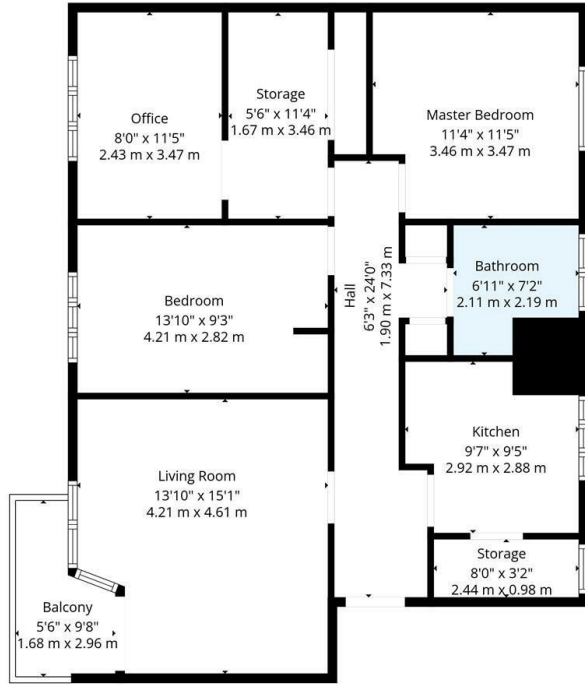 Office
8'0" x 11'5"
2.43 m x 3.47 m
Storage
5'6" x 11'4"
1.67 m x 3.46 m
Master Bedroom
11'4" x 11'5"
3.46 m x 3.47 m
Bedroom
13'10" x 9'3"
4.21 m x 2.82 m
Hall
6'3" x 24'0"
1.90 m x 7.33 m
Bathroom
6'11" x 7'2"
2.11 m x 2.19 m
Kitchen
9'7" x 9'5"
2.92 m x 2.88 m
Living Room
13'10" x 15'1"
4.21 m x 4.61 m
Storage
8'0" x 3'2"
2.44 m x 0.98 m
Balcony
5'6" x 9'8"
1.68 m x 2.96 m